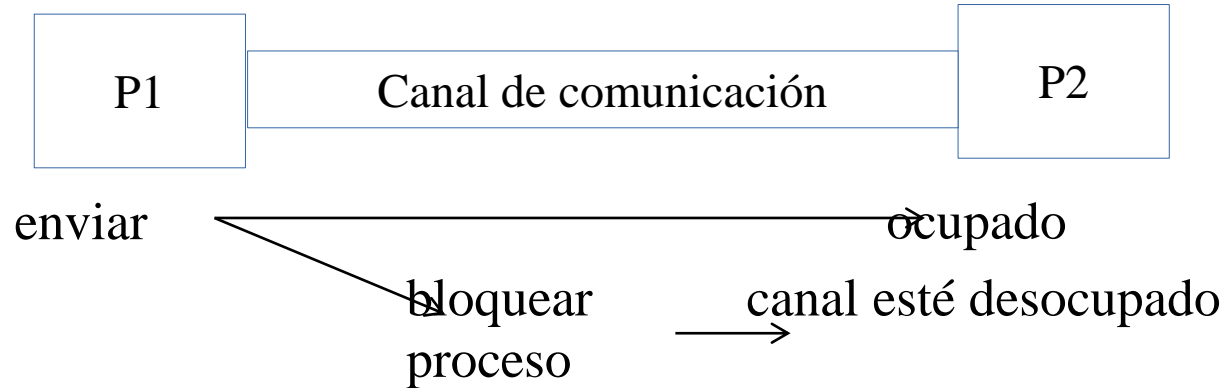 P1
Canal de comunicación
P2
enviar
ocupado
bloquear
proceso
canal esté desocupado